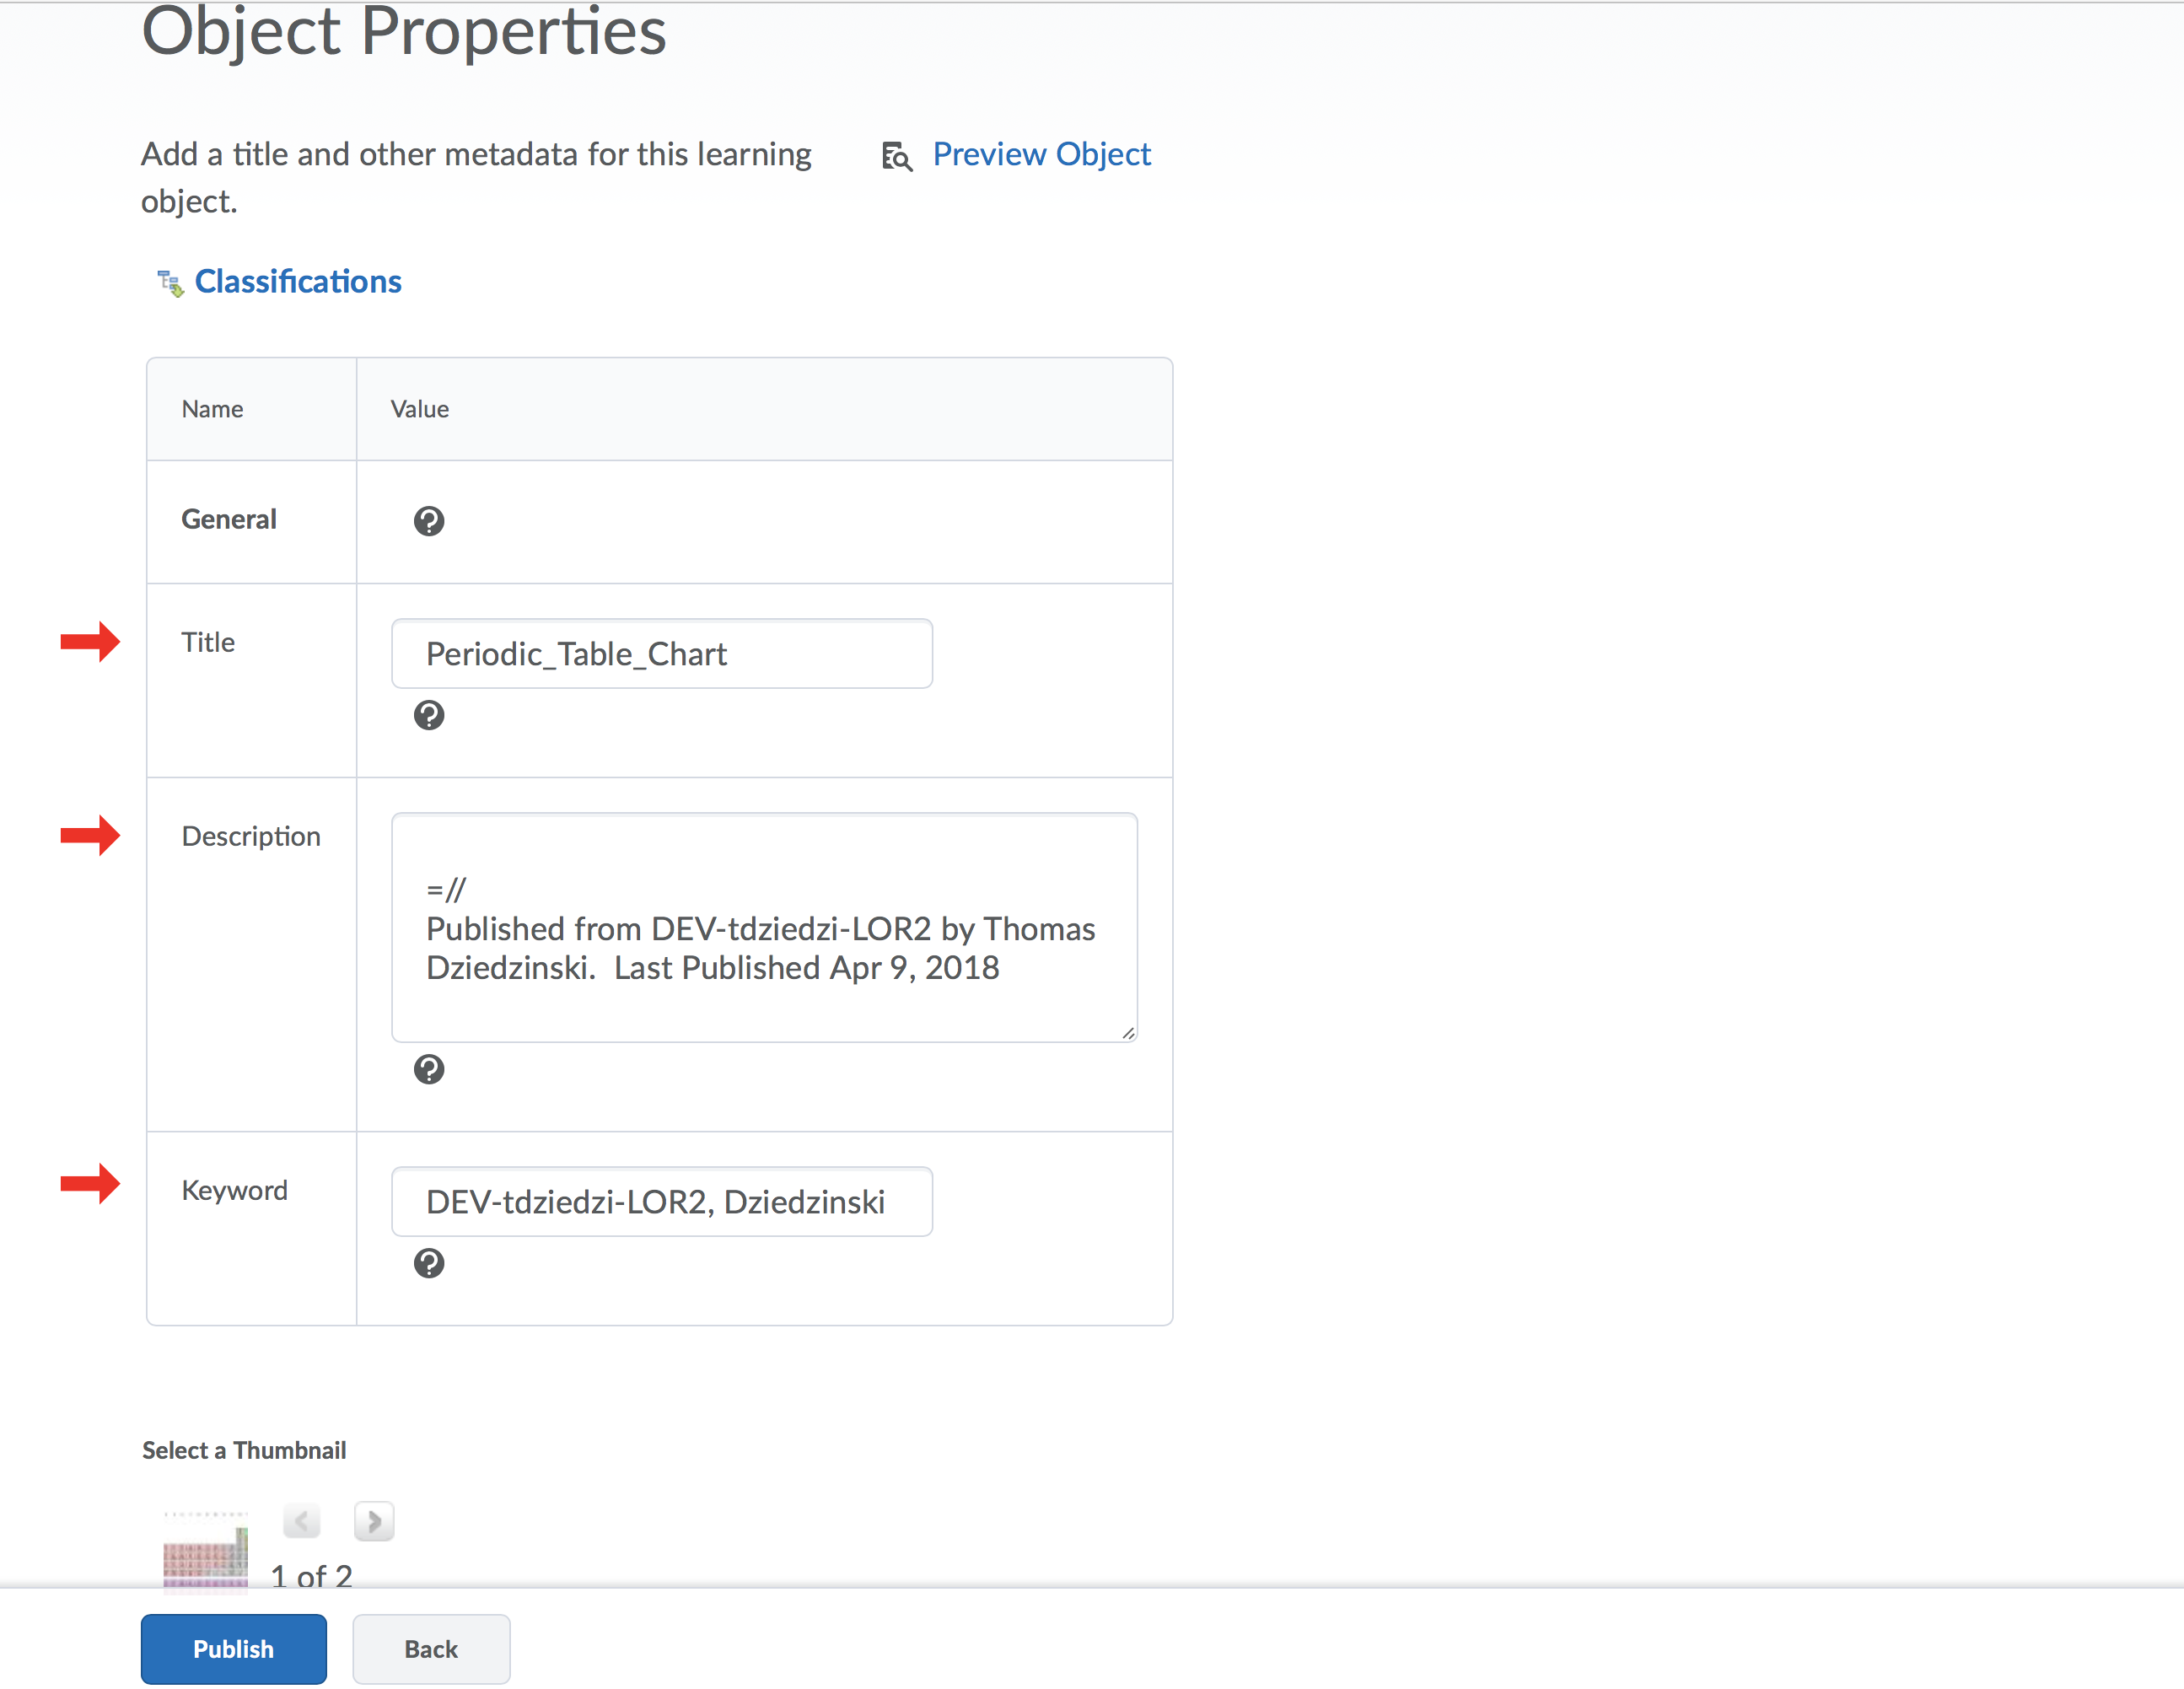 Object Properties
Add a title and other metadata for this learning
object.
Preview Object
Classifications
Name
Value
General
Title
Periodic_Table_Chart
Description
=//
Published from DEV-tdziedzi-LOR2 by Thomas
Dziedzinski.  Last Published Apr 9, 2018
Keyword
DEV-tdziedzi-LOR2, Dziedzinski
Select a Thumbnail
1 of 2
Publish
Back